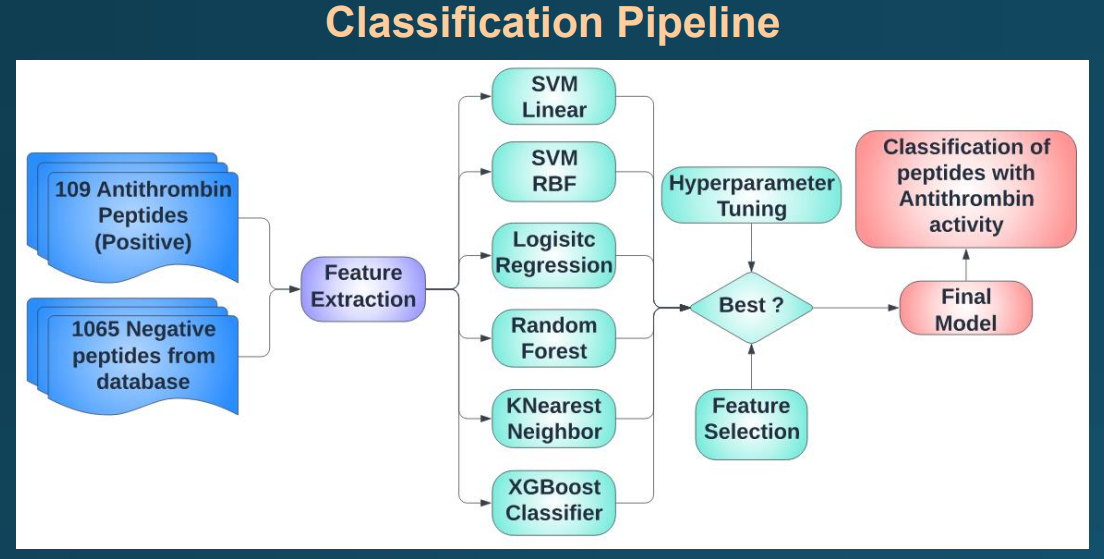 Classification Pipeline
109 Antithrombin
Peptides
(Positive)
1065 Negative
peptides from
database
Feature
Extraction
SVM
Linear
SVM
RBF
Logisitc
Regression
Random
Forest
KNearest
Neighbor
XGBoost
Classifier
Hyperparameter
Tuning
Best ?
Feature
Selection
Final
Model
Classification of
peptides with
Antithrombin
activity